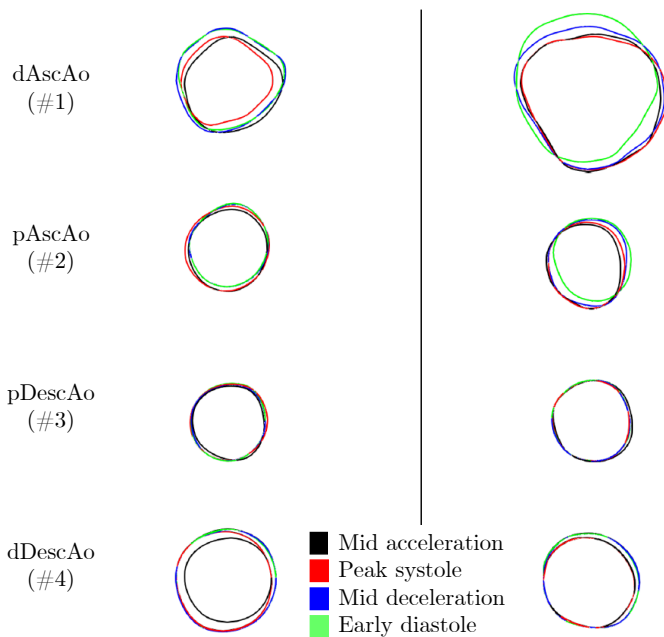 dAscAo
(#1)
pAscAo
(#2)
pDescAo
(#3)
dDescAo
(#4)
Mid acceleration
Peak systole
Mid deceleration
Early diastole